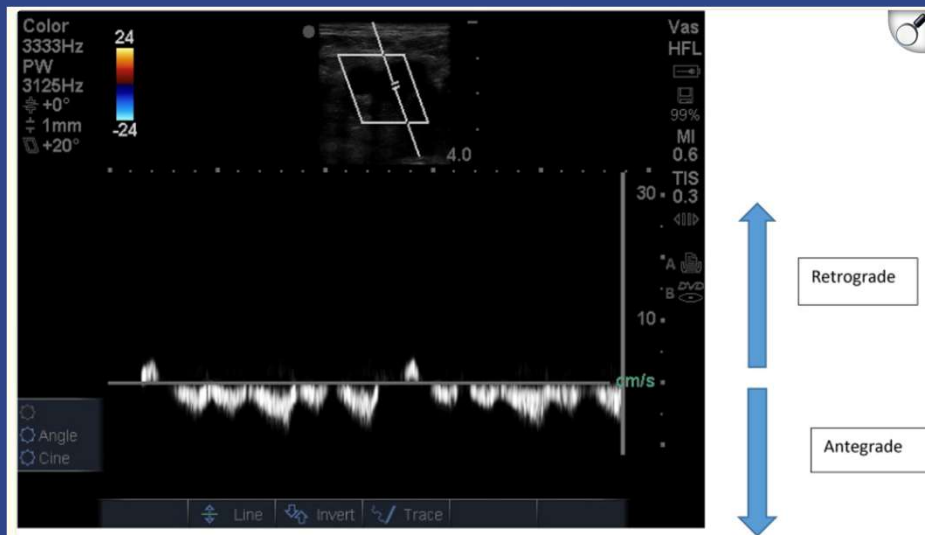 Color
3333Hz
PW
3125Hz
+0°
1mm
+20°
24
-24
4.0
Vas
HFL
99%
MI
0.6
TIS
0.3
A
B DVD
30
10
cm/s
Angle
Cine
Line Invert Trace
Retrograde
Antegrade